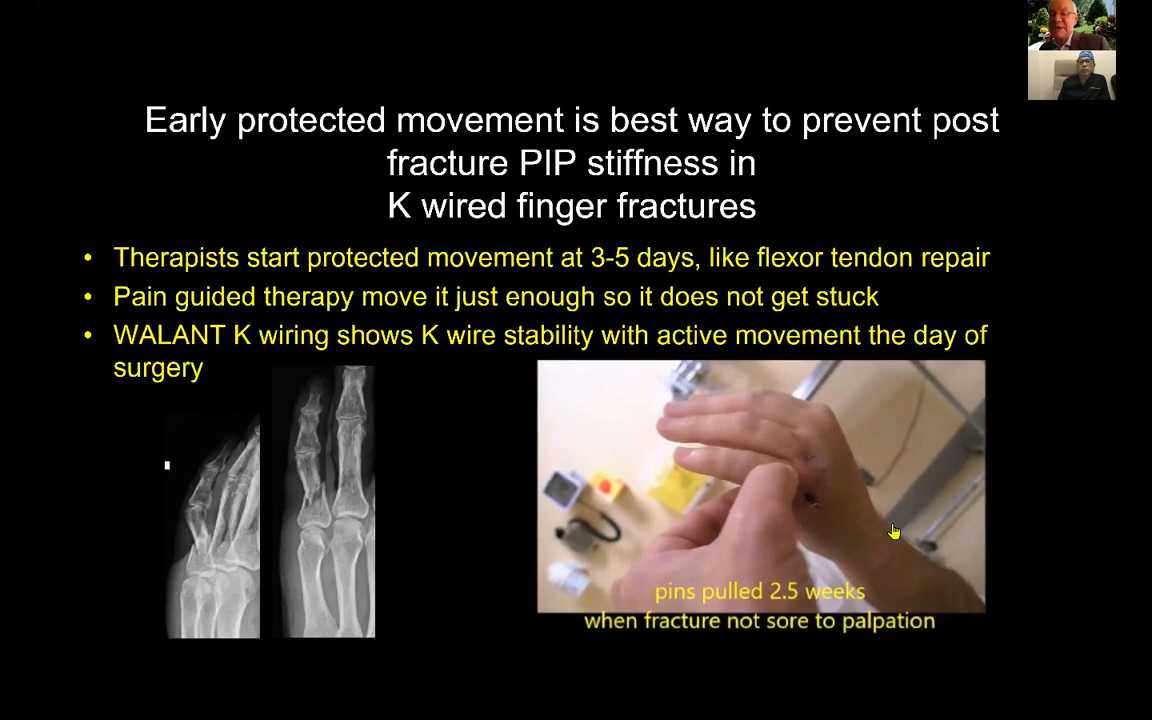 Early protected movement is best way to prevent post
fracture PIP stiffness in
K wired finger fractures
• Therapists start protected movement at 3-5 days, like flexor tendon repair
• Pain guided therapy move it just enough so it does not get stuck
• WALANT K wiring shows K wire stability with active movement the day of
surgery
pins pulled 2.5 weeks
when fracture not sore to palpation